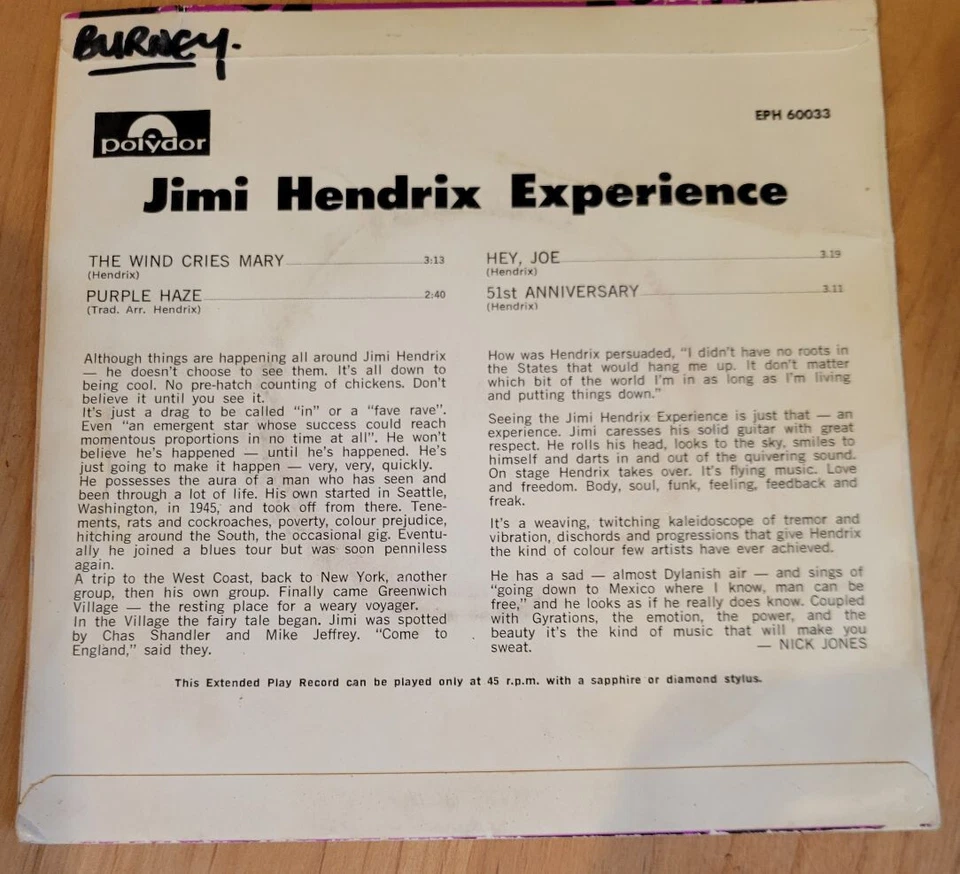 BURNEY.
EPH 60033
polydor
Jimi Hendrix Experience
THE WIND CRIES MARY 3:13
(Hendrix)
PURPLE HAZE 2:40
(Trad. Arr. Hendrix)
HEY, JOE 3.19
(Hendrix)
51st ANNIVERSARY 3.11
(Hendrix)
Although things are happening all around Jimi Hendrix
— he doesn't choose to see them. It's all down to
being cool. No pre-hatch counting of chickens. Don't
believe it until you see it.
It's just a drag to be called "in" or a "fave rave".
Even "an emergent star whose success could reach
momentous proportions in no time at all". He won't
believe he's happened — until he's happened. He's
just going to make it happen — very, very, quickly.
He possesses the aura of a man who has seen and
been through a lot of life. His own started in Seattle,
Washington, in 1945, and took off from there. Tene-
ments, rats and cockroaches, poverty, colour prejudice,
hitching around the South, the occasional gig. Eventu-
ally he joined a blues tour but was soon penniless
again.
A trip to the West Coast, back to New York, another
group, then his own group. Finally came Greenwich
Village — the resting place for a weary voyager.
In the Village the fairy tale began. Jimi was spotted
by Chas Shandler and Mike Jeffrey. "Come to
England," said they.
How was Hendrix persuaded, "I didn't have no roots in
the States that would hang me up. It don't matter
which bit of the world I'm in as long as I'm living
and putting things down."
Seeing the Jimi Hendrix Experience is just that — an
experience. Jimi caresses his solid guitar with great
respect. He rolls his head, looks to the sky, smiles to
himself and darts in and out of the quivering sound.
On stage Hendrix takes over. It's flying music. Love
and freedom. Body, soul, funk, feeling, feedback and
freak.
It's a weaving, twitching kaleidoscope of tremor and
vibration, dischords and progressions that give Hendrix
the kind of colour few artists have ever achieved.
He has a sad — almost Dylanish air — and sings of
"going down to Mexico where I know, man can be
free," and he looks as if he really does know. Coupled
with Gyrations, the emotion, the power, and the
beauty it's the kind of music that will make you
sweat. — NICK JONES
This Extended Play Record can be played only at 45 r.p.m. with a sapphire or diamond stylus.